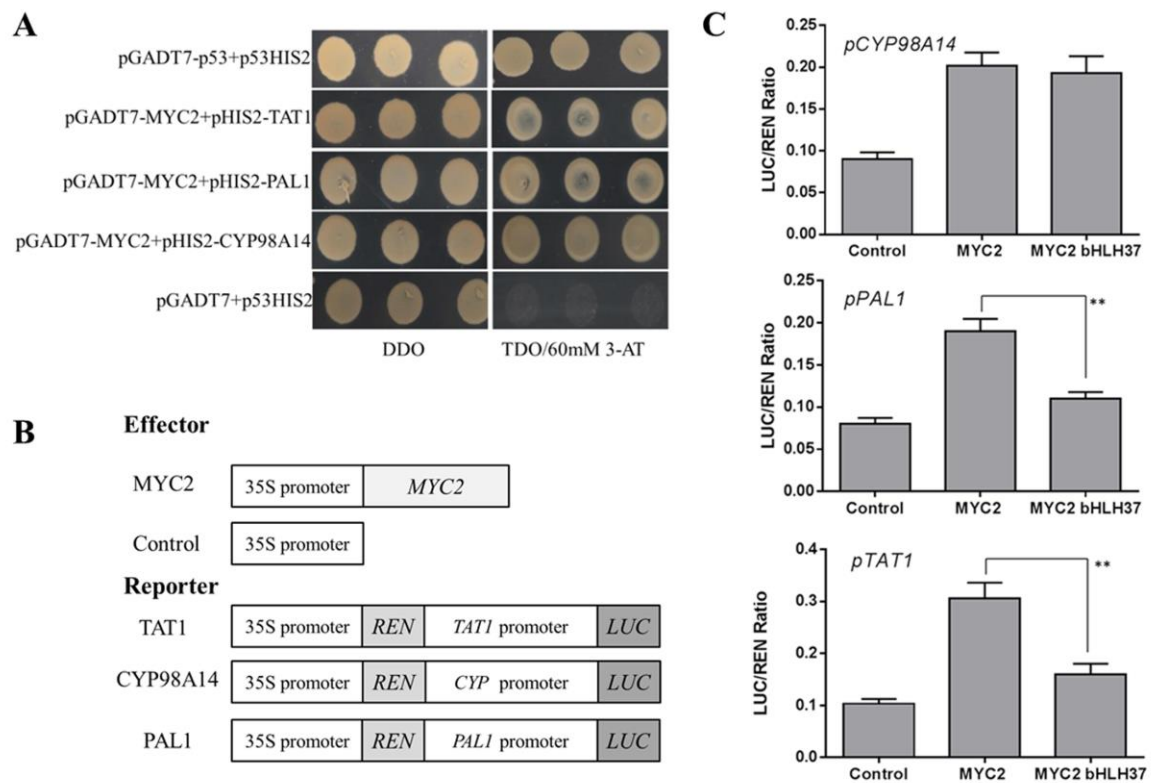 A
pGADT7-p53+p53HIS2
pGADT7-MYC2+pHIS2-TAT1
pGADT7-MYC2+pHIS2-PAL1
pGADT7-MYC2+pHIS2-CYP98A14
pGADT7+p53HIS2
DDO TDO/60mM 3-AT
B
Effector
MYC2 35S promoter MYC2
Control 35S promoter
Reporter
TAT1 35S promoter REN TAT1 promoter LUC
CYP98A14 35S promoter REN CYP promoter LUC
PAL1 35S promoter REN PAL1 promoter LUC
C
pCYP98A14
LUC/REN Ratio
0.25
0.20
0.15
0.10
0.05
0.00
Control MYC2 MYC2 bHLH37
pPAL1
**
LUC/REN Ratio
0.25
0.20
0.15
0.10
0.05
0.00
Control MYC2 MYC2 bHLH37
pTAT1
**
LUC/REN Ratio
0.4
0.3
0.2
0.1
0.0
Control MYC2 MYC2 bHLH37